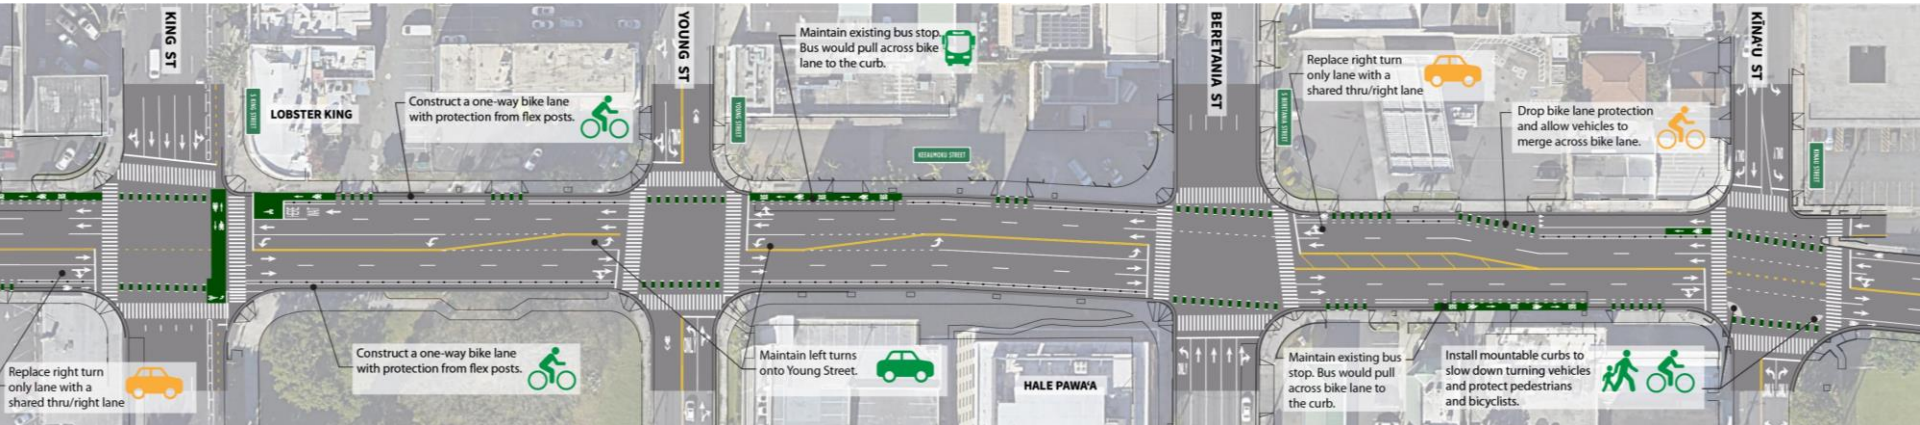 KING ST
YOUNG ST
BERETANIA ST
KĪNAʻU ST
S KING STREET
LOBSTER KING
Construct a one-way bike lane
with protection from flex posts.
Maintain existing bus stop.
Bus would pull across bike
lane to the curb.
YOUNG STREET
KEEAUMOKU STREET
S BERETANIA STREET
Replace right turn
only lane with a
shared thru/right lane
Drop bike lane protection
and allow vehicles to
merge across bike lane.
KINAU STREET
Replace right turn
only lane with a
shared thru/right lane
Construct a one-way bike lane
with protection from flex posts.
Maintain left turns
onto Young Street.
HALE PAWAʻA
Maintain existing bus
stop. Bus would pull
across bike lane to
the curb.
Install mountable curbs to
slow down turning vehicles
and protect pedestrians
and bicyclists.